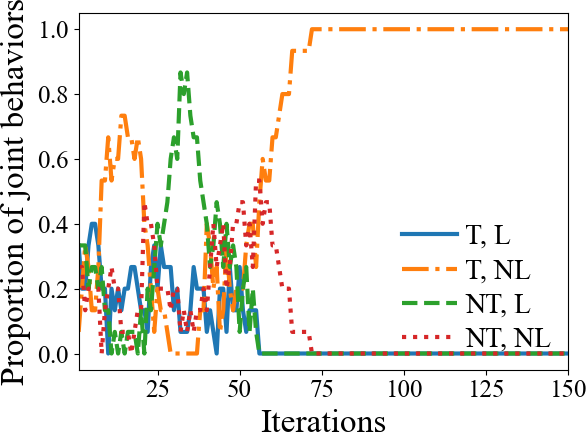 Proportion of joint behaviors
1.0
0.8
0.6
0.4
0.2
0.0
T, L
T, NL
NT, L
NT, NL
25 50 75 100 125 150
Iterations